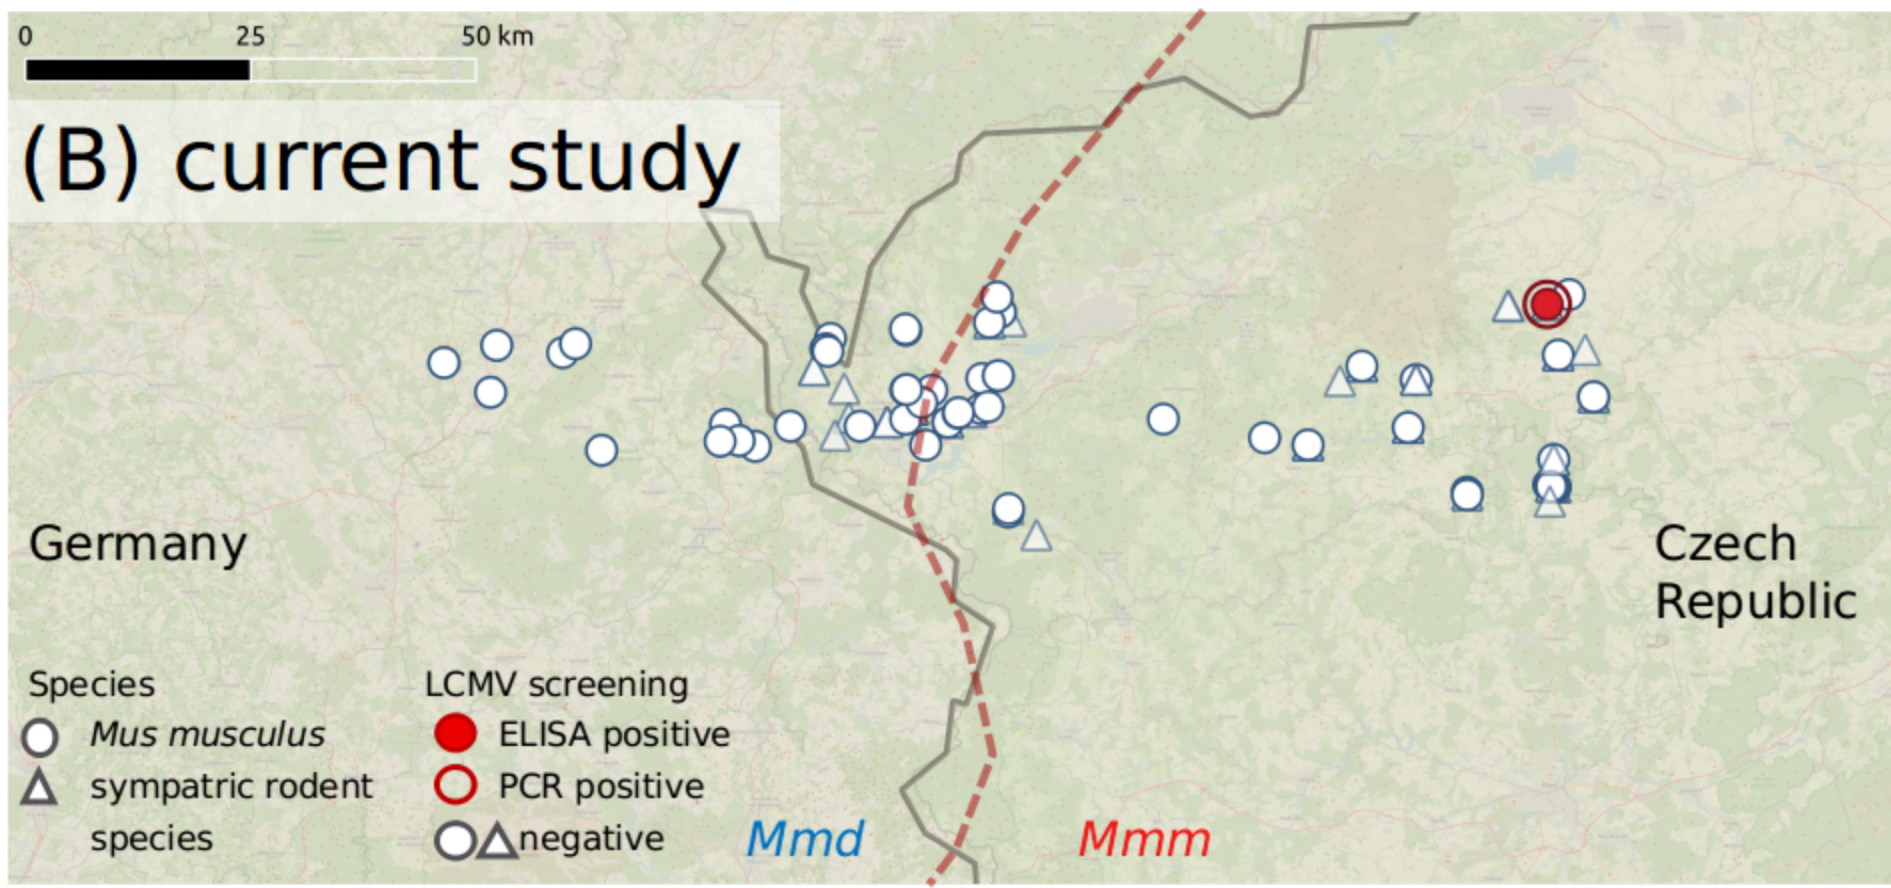 0 25 50 km
(B) current study
Germany
Czech
Republic
Species
Mus musculus
sympatric rodent
species
LCMV screening
ELISA positive
PCR positive
negative
Mmd
Mmm